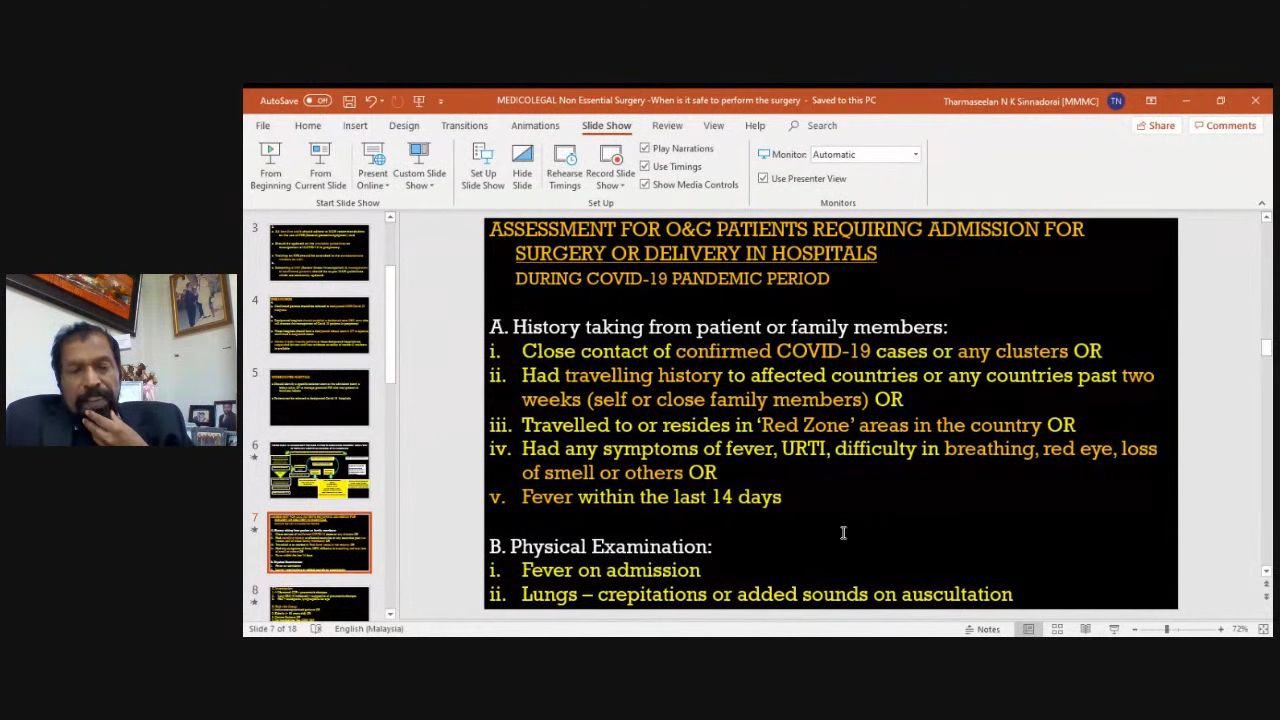 AutoSave Off
MEDICOLEGAL Non Essential Surgery -When is it safe to perform the surgery - Saved to this PC
Tharmaseelan N K Sinnadorai [MMMC] TN
File Home Insert Design Transitions Animations Slide Show Review View Help Search
Share Comments
From Beginning
From Current Slide
Present Online
Custom Slide Show
Start Slide Show
Set Up Slide Show
Hide Slide
Rehearse Timings
Record Slide Show
Play Narrations
Use Timings
Show Media Controls
Set Up
Monitor: Automatic
Use Presenter View
Monitors
3
4
5
6
7
8
ASSESSMENT FOR O&G PATIENTS REQUIRING ADMISSION FOR
SURGERY OR DELIVERY IN HOSPITALS
DURING COVID-19 PANDEMIC PERIOD
A. History taking from patient or family members:
i. Close contact of confirmed COVID-19 cases or any clusters OR
ii. Had travelling history to affected countries or any countries past two
weeks (self or close family members) OR
iii. Travelled to or resides in ‘Red Zone’ areas in the country OR
iv. Had any symptoms of fever, URTI, difficulty in breathing, red eye, loss
of smell or others OR
v. Fever within the last 14 days
B. Physical Examination:
i. Fever on admission
ii. Lungs – crepitations or added sounds on auscultation
Slide 7 of 18 English (Malaysia)
Notes
72%